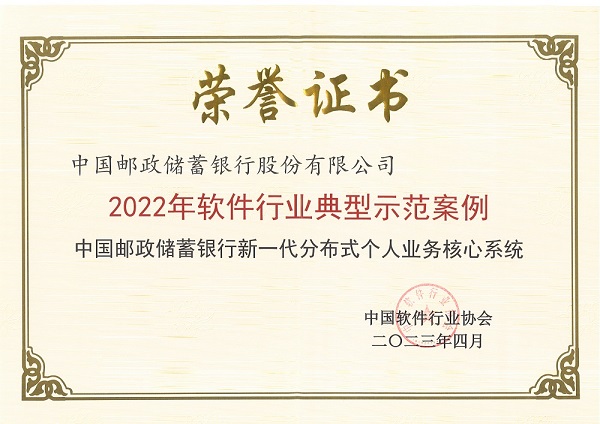 荣誉证书
中国邮政储蓄银行股份有限公司
2022年软件行业典型示范案例
中国邮政储蓄银行新一代分布式个人业务核心系统
中国软件行业协会
二〇二三年四月